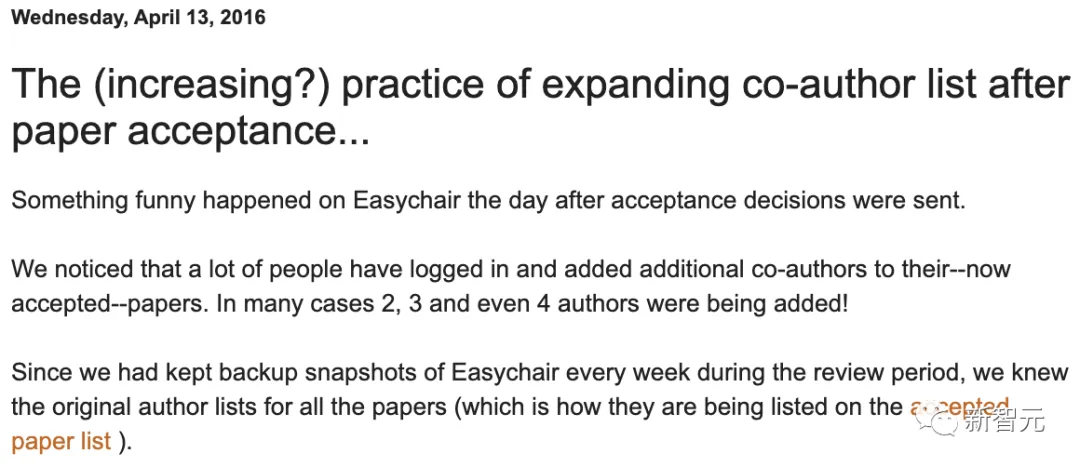 Wednesday, April 13, 2016
The (increasing?) practice of expanding co-author list after
paper acceptance...
Something funny happened on Easychair the day after acceptance decisions were sent.
We noticed that a lot of people have logged in and added additional co-authors to their--now
accepted--papers. In many cases 2, 3 and even 4 authors were being added!
Since we had kept backup snapshots of Easychair every week during the review period, we knew
the original author lists for all the papers (which is how they are being listed on the accepted
paper list ).
新智元